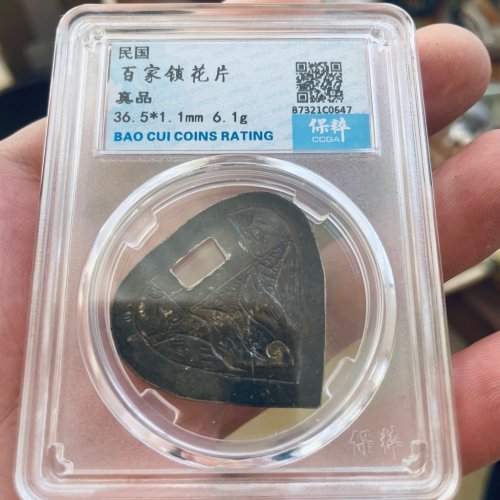 民国
百家锁花片
真品
36.5*1.1mm 6.1g
BAO CUI COINS RATING
B7321C0647
保粹
CCGA
保粹